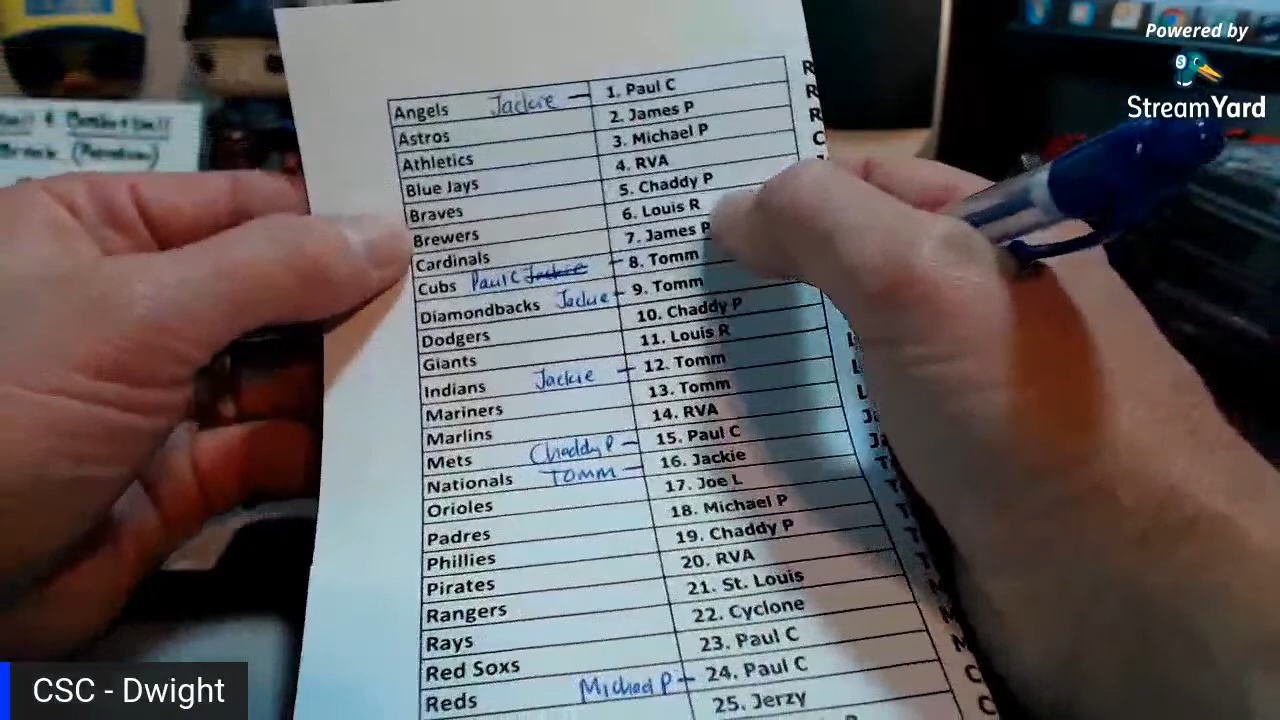 Powered by
StreamYard
Angels Jackie 1. Paul C
Astros 2. James P
Athletics 3. Michael P
Blue Jays 4. RVA
Braves 5. Chaddy P
Brewers 6. Louis R
Cardinals 7. James P
Cubs Paul C Jackie 8. Tomm
Diamondbacks Jackie 9. Tomm
Dodgers 10. Chaddy P
Giants 11. Louis R
Indians Jackie 12. Tomm
Mariners 13. Tomm
Marlins 14. RVA
Mets Chaddy P 15. Paul C
Nationals TOMM 16. Jackie
Orioles 17. Joe L
Padres 18. Michael P
Phillies 19. Chaddy P
Pirates 20. RVA
Rangers 21. St. Louis
Rays 22. Cyclone
Red Soxs 23. Paul C
Reds Michael P 24. Paul C
25. Jerzy
CSC - Dwight